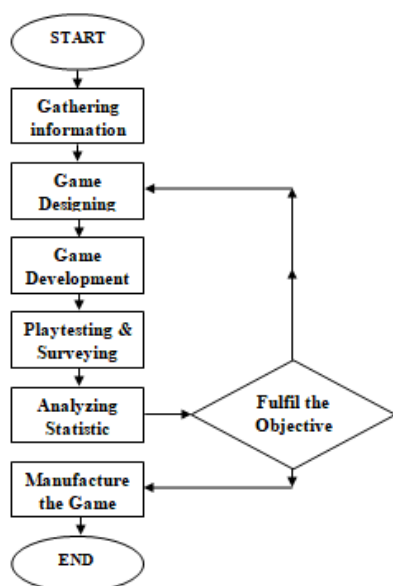 START
Gathering
information
Game
Designing
Game
Development
Playtesting &
Surveying
Analyzing
Statistic
Fulfil the
Objective
Manufacture
the Game
END